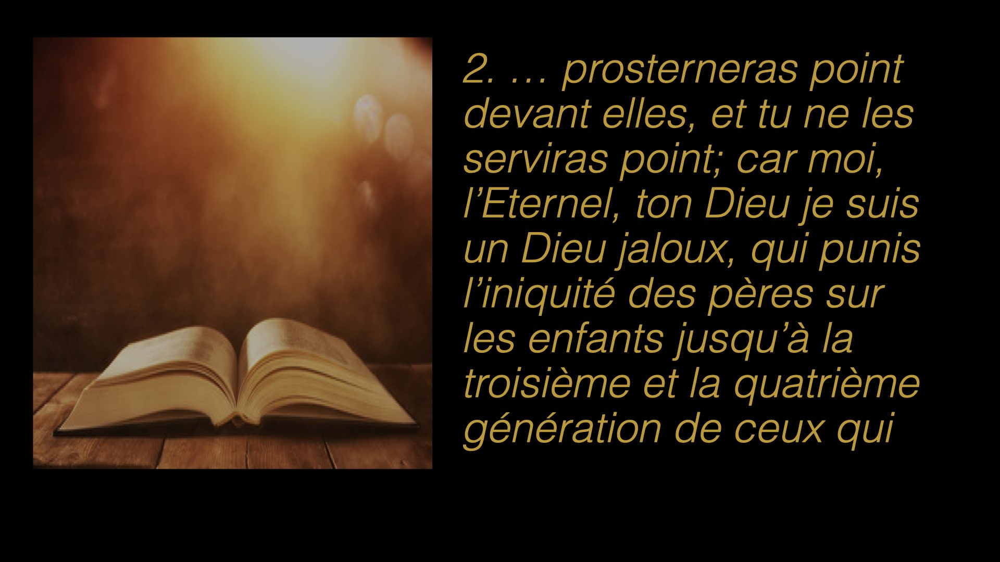 2. … prosterneras point
devant elles, et tu ne les
serviras point; car moi,
l’Eternel, ton Dieu je suis
un Dieu jaloux, qui punis
l’iniquité des pères sur
les enfants jusqu’à la
troisième et la quatrième
génération de ceux qui